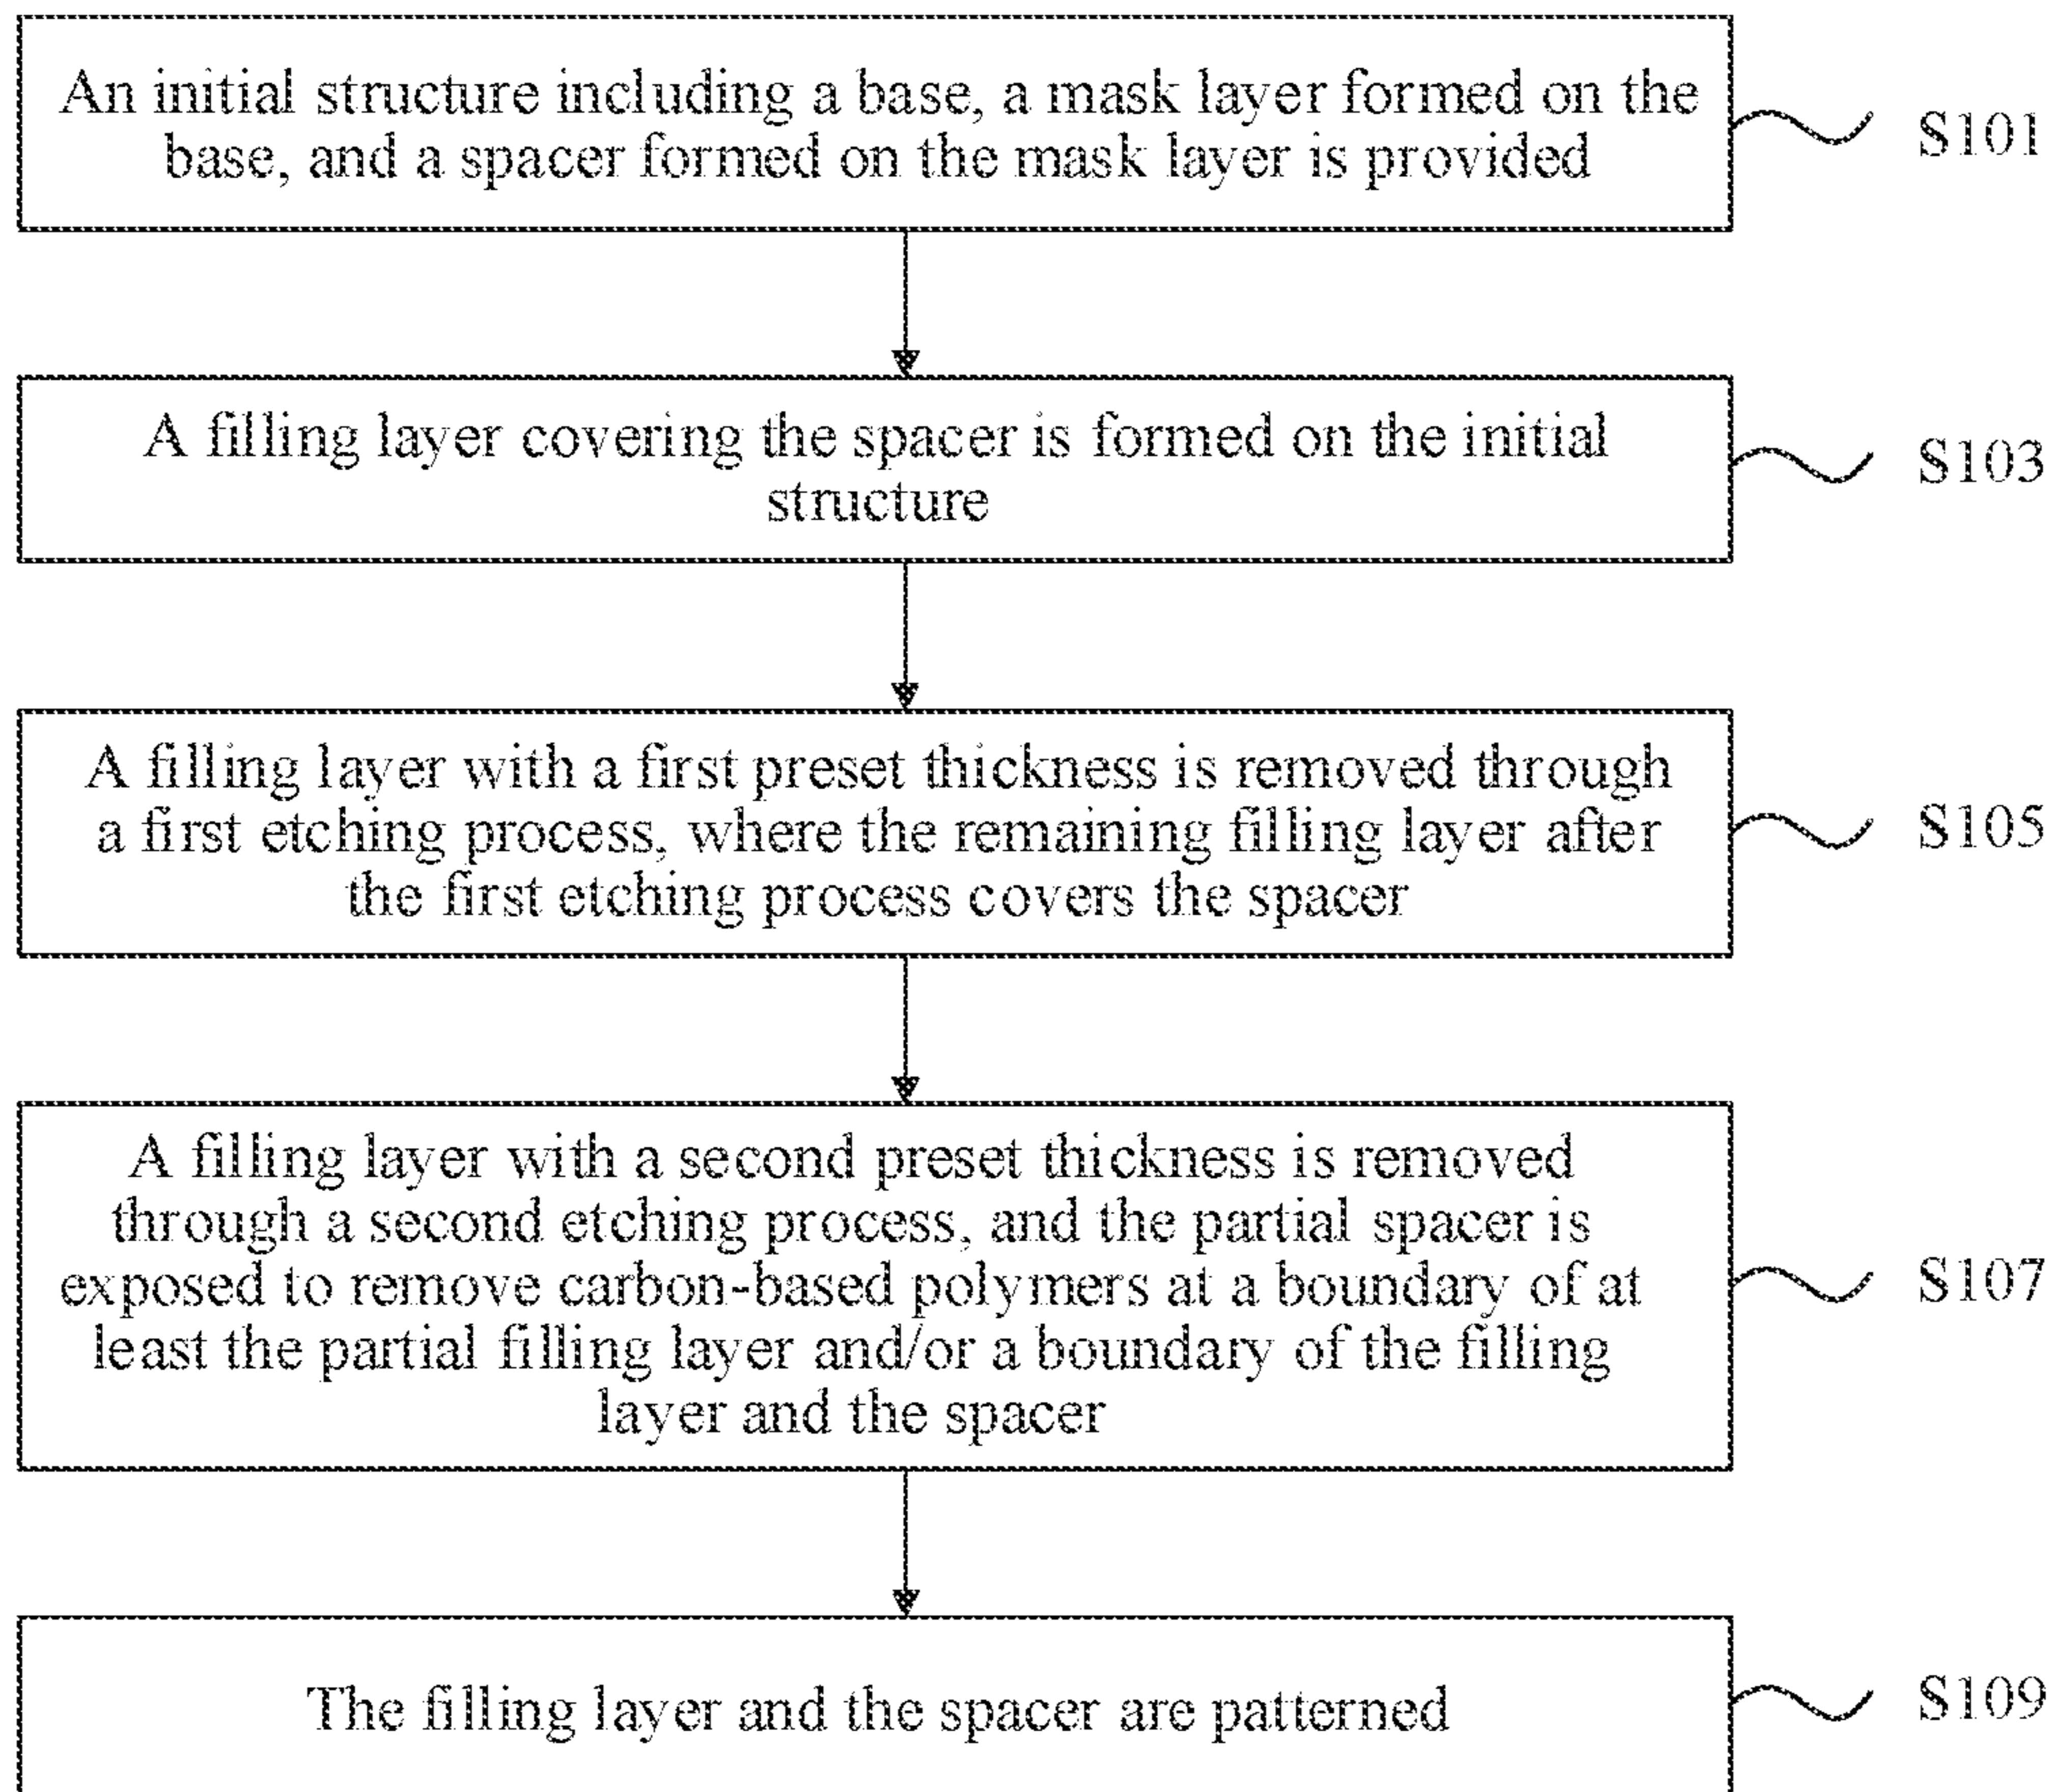 An initial structure including a base, a mask layer formed on the
base, and a spacer formed on the mask layer is provided
S101
A filling layer covering the spacer is formed on the initial
structure
S103
A filling layer with a first preset thickness is removed through
a first etching process, where the remaining filling layer after
the first etching process covers the spacer
S105
A filling layer with a second preset thickness is removed
through a second etching process, and the partial spacer is
exposed to remove carbon-based polymers at a boundary of at
least the partial filling layer and/or a boundary of the filling
layer and the spacer
S107
The filling layer and the spacer are patterned
S109